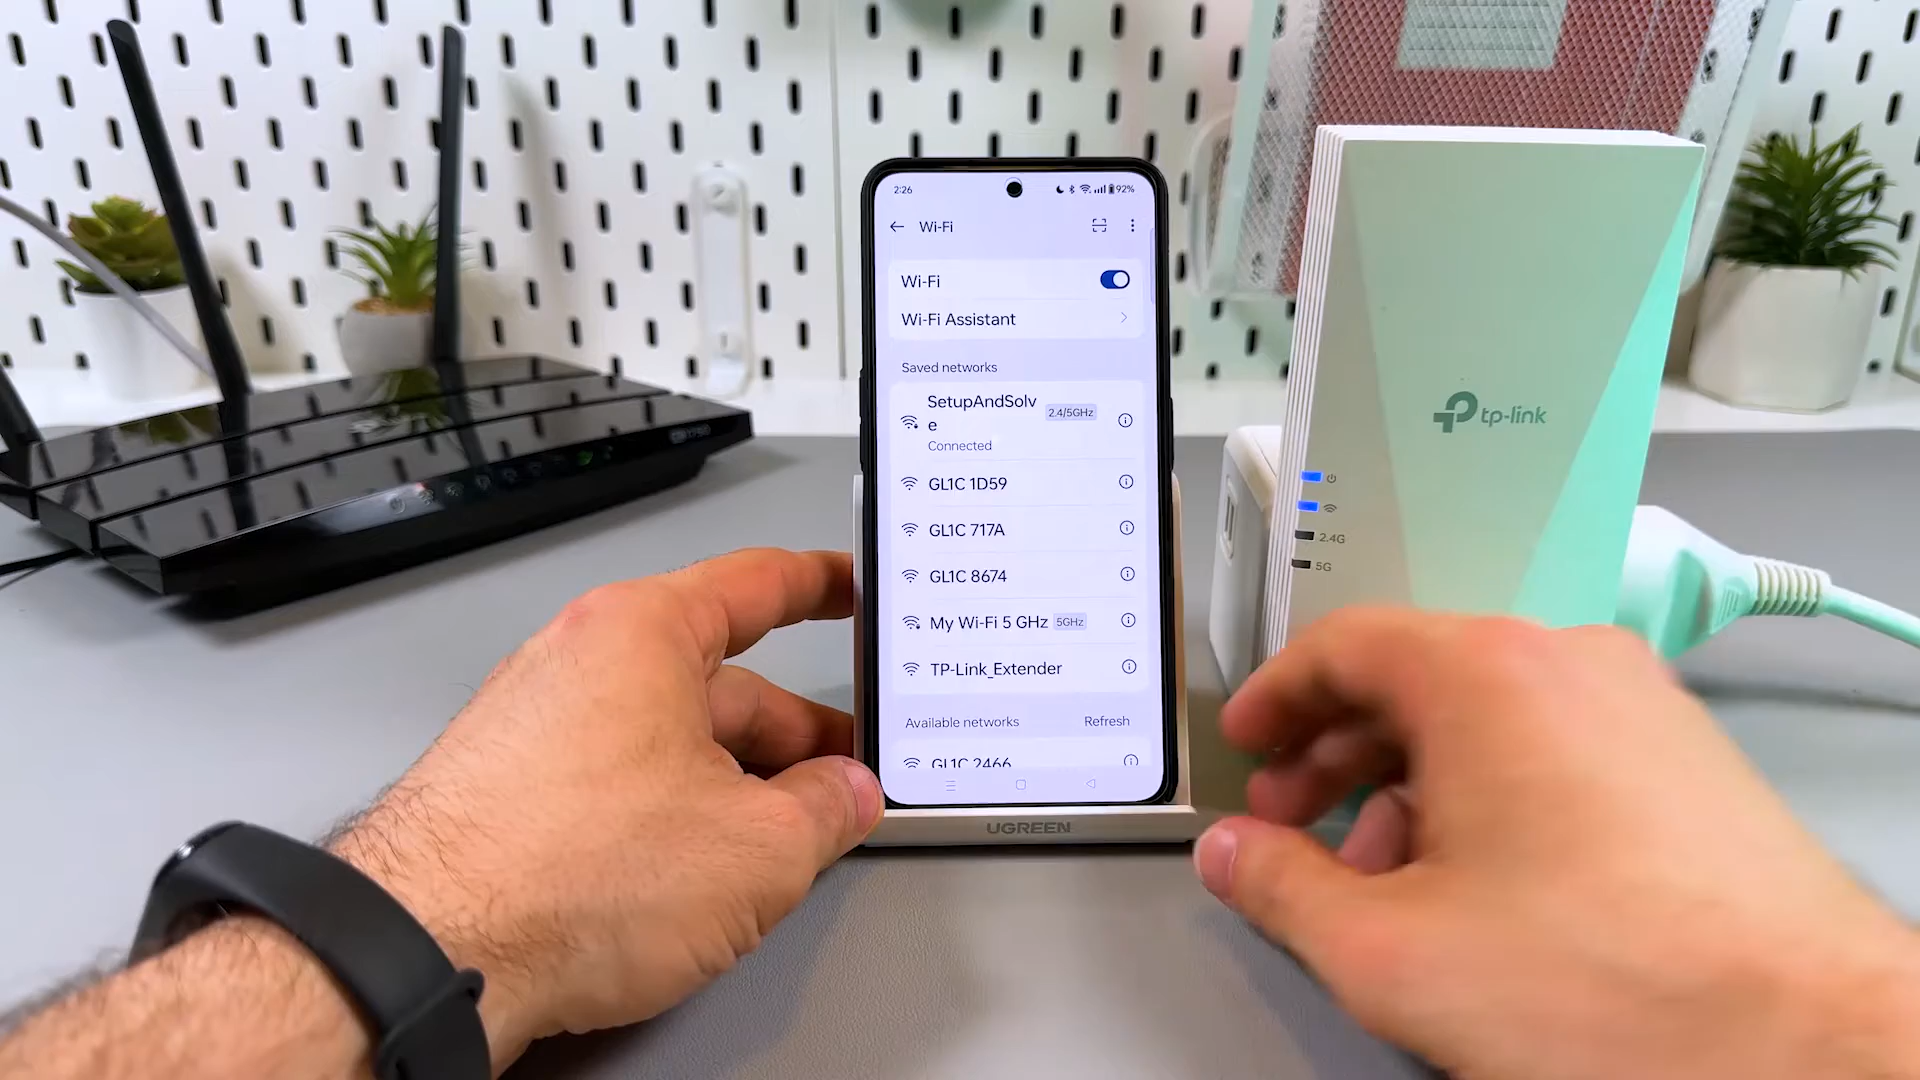 2:26
92%
Wi-Fi
Wi-Fi
Wi-Fi Assistant
Saved networks
SetupAndSolv
e
2.4/5GHz
Connected
GL1C 1D59
GL1C 717A
GL1C 8674
My Wi-Fi 5 GHz
5GHz
TP-Link_Extender
Available networks
Refresh
GL1C 2466
UGREEN
tp-link
2.4G
5G